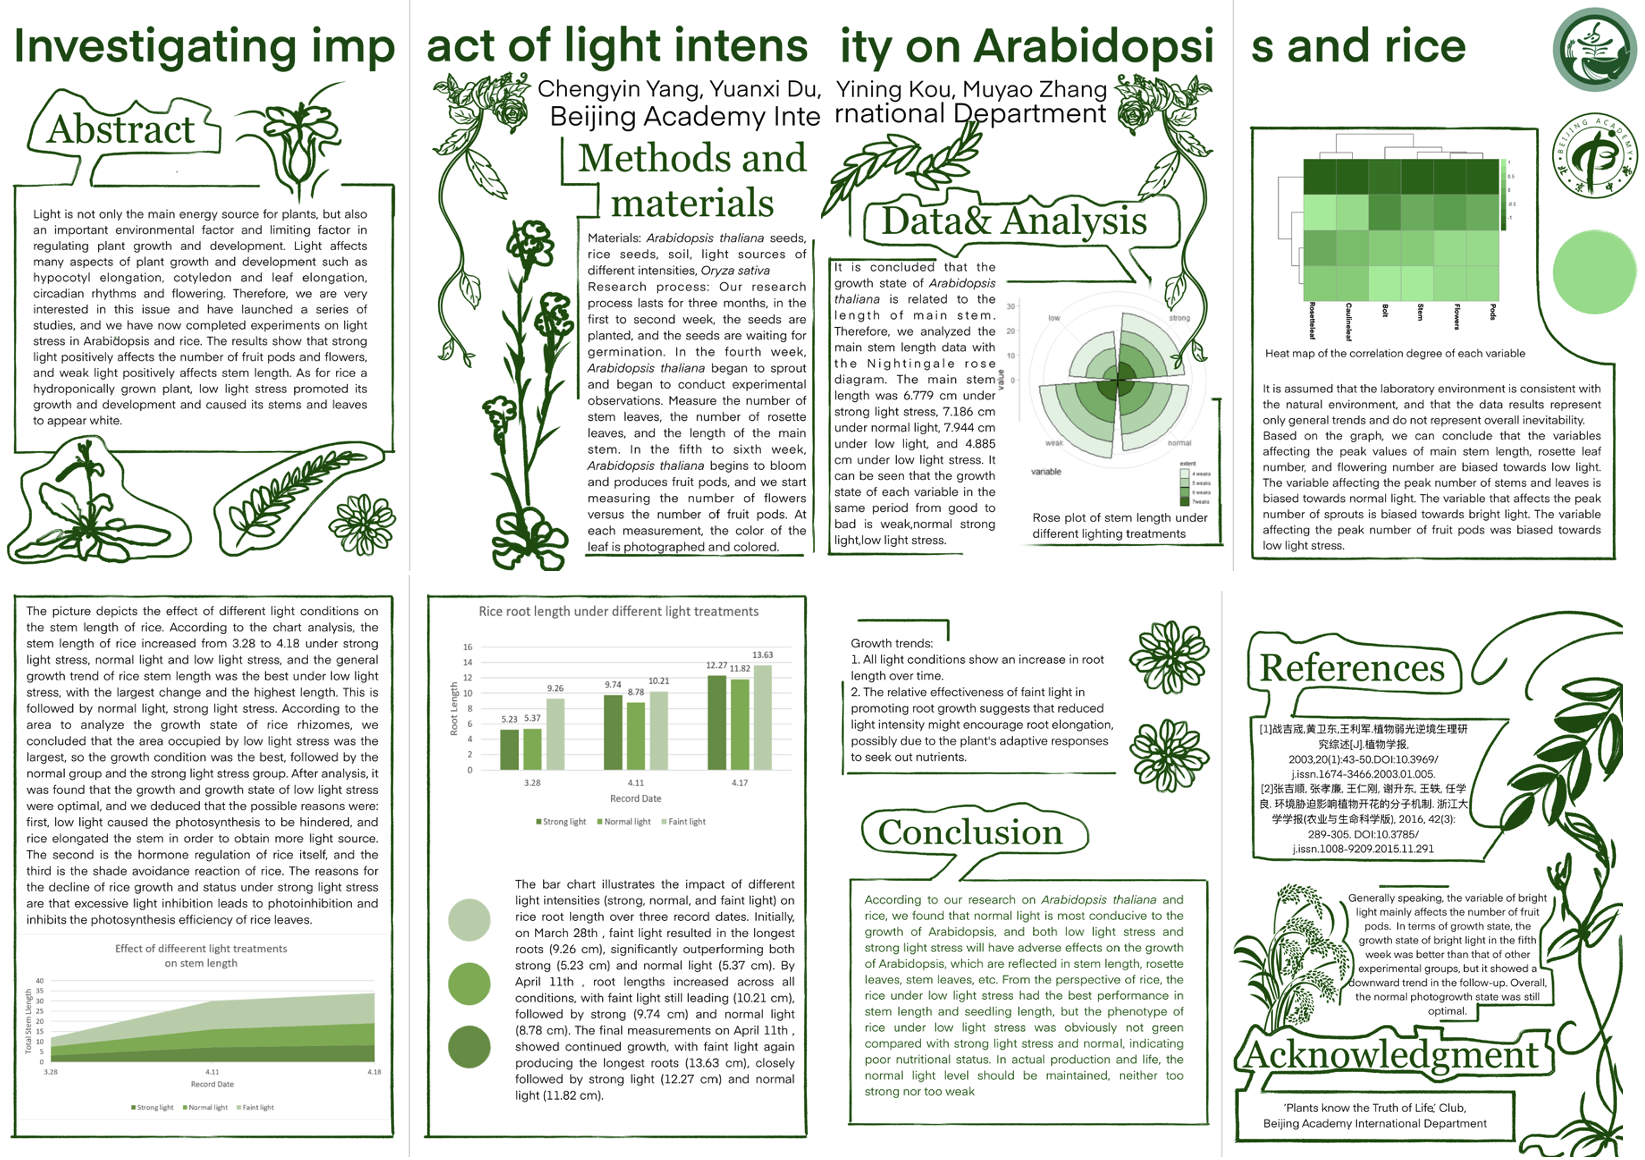 Investigating impact of light intensity on Arabidopsis and rice
Chengyin Yang, Yuanxi Du, Yining Kou, Muyao Zhang
Beijing Academy International Department
Abstract
Light is not only the main energy source for plants, but also
an important environmental factor and limiting factor in
regulating plant growth and development. Light affects
many aspects of plant growth and development such as
hypocotyl elongation, cotyledon and leaf elongation,
circadian rhythms and flowering. Therefore, we are very
interested in this issue and have launched a series of
studies, and we have now completed experiments on light
stress in Arabidopsis and rice. The results show that strong
light positively affects the number of fruit pods and flowers,
and weak light positively affects stem length. As for rice a
hydroponically grown plant, low light stress promoted its
growth and development and caused its stems and leaves
to appear white.
Methods and
materials
Materials: Arabidopsis thaliana seeds,
rice seeds, soil, light sources of
different intensities, Oryza sativa
Research process: Our research
process lasts for three months, in the
first to second week, the seeds are
planted, and the seeds are waiting for
germination. In the fourth week,
Arabidopsis thaliana began to sprout
and began to conduct experimental
observations. Measure the number of
stem leaves, the number of rosette
leaves, and the length of the main
stem. In the fifth to sixth week,
Arabidopsis thaliana begins to bloom
and produces fruit pods, and we start
measuring the number of flowers
versus the number of fruit pods. At
each measurement, the color of the
leaf is photographed and colored.
Data& Analysis
It is concluded that the
growth state of Arabidopsis
thaliana is related to the
length of main stem.
Therefore, we analyzed the
main stem length data with
the Nightingale rose
diagram. The main stem
length was 6.779 cm under
strong light stress, 7.186 cm
under normal light, 7.944 cm
under low light, and 4.885
cm under low light stress. It
can be seen that the growth
state of each variable in the
same period from good to
bad is weak,normal strong
light,low light stress.
30
20
10
0
value
low
strong
weak
normal
variable
extent
4 weeks
5 weeks
6 weeks
7weeks
Rose plot of stem length under
different lighting treatments
BEIJING ACADEMY
1
0.5
0
-0.5
-1
Rosetteleaf
Caulineleaf
Bolt
Stem
Flowers
Pods
Heat map of the correlation degree of each variable
It is assumed that the laboratory environment is consistent with
the natural environment, and that the data results represent
only general trends and do not represent overall inevitability.
Based on the graph, we can conclude that the variables
affecting the peak values of main stem length, rosette leaf
number, and flowering number are biased towards low light.
The variable affecting the peak number of stems and leaves is
biased towards normal light. The variable that affects the peak
number of sprouts is biased towards bright light. The variable
affecting the peak number of fruit pods was biased towards
low light stress.
The picture depicts the effect of different light conditions on
the stem length of rice. According to the chart analysis, the
stem length of rice increased from 3.28 to 4.18 under strong
light stress, normal light and low light stress, and the general
growth trend of rice stem length was the best under low light
stress, with the largest change and the highest length. This is
followed by normal light, strong light stress. According to the
area to analyze the growth state of rice rhizomes, we
concluded that the area occupied by low light stress was the
largest, so the growth condition was the best, followed by the
normal group and the strong light stress group. After analysis, it
was found that the growth and growth state of low light stress
were optimal, and we deduced that the possible reasons were:
first, low light caused the photosynthesis to be hindered, and
rice elongated the stem in order to obtain more light source.
The second is the hormone regulation of rice itself, and the
third is the shade avoidance reaction of rice. The reasons for
the decline of rice growth and status under strong light stress
are that excessive light inhibition leads to photoinhibition and
inhibits the photosynthesis efficiency of rice leaves.
Effect of diffeerent light treatments
on stem length
Total Stem Llength
40
35
30
25
20
15
10
5
0
3.28
4.11
4.18
Record Date
Strong light
Normal light
Faint light
Rice root length under different light treatments
Root Length
16
14
12
10
8
6
4
2
0
5.23
5.37
9.26
9.74
8.78
10.21
12.27
11.82
13.63
3.28
4.11
4.17
Record Date
Strong light
Normal light
Faint light
The bar chart illustrates the impact of different
light intensities (strong, normal, and faint light) on
rice root length over three record dates. Initially,
on March 28th , faint light resulted in the longest
roots (9.26 cm), significantly outperforming both
strong (5.23 cm) and normal light (5.37 cm). By
April 11th , root lengths increased across all
conditions, with faint light still leading (10.21 cm),
followed by strong (9.74 cm) and normal light
(8.78 cm). The final measurements on April 11th ,
showed continued growth, with faint light again
producing the longest roots (13.63 cm), closely
followed by strong light (12.27 cm) and normal
light (11.82 cm).
Growth trends:
1. All light conditions show an increase in root
length over time.
2. The relative effectiveness of faint light in
promoting root growth suggests that reduced
light intensity might encourage root elongation,
possibly due to the plant's adaptive responses
to seek out nutrients.
Conclusion
According to our research on Arabidopsis thaliana and
rice, we found that normal light is most conducive to the
growth of Arabidopsis, and both low light stress and
strong light stress will have adverse effects on the growth
of Arabidopsis, which are reflected in stem length, rosette
leaves, stem leaves, etc. From the perspective of rice, the
rice under low light stress had the best performance in
stem length and seedling length, but the phenotype of
rice under low light stress was obviously not green
compared with strong light stress and normal, indicating
poor nutritional status. In actual production and life, the
normal light level should be maintained, neither too
strong nor too weak
References
[1]战吉成,黄卫东,王利军.植物弱光逆境生理研
究综述[J].植物学报,
2003,20(1):43-50.DOI:10.3969/
j.issn.1674-3466.2003.01.005.
[2]张吉顺, 张孝廉, 王仁刚, 谢升东, 王轶, 任学
良. 环境胁迫影响植物开花的分子机制. 浙江大
学学报(农业与生命科学版), 2016, 42(3):
289-305. DOI:10.3785/
j.issn.1008-9209.2015.11.291
Generally speaking, the variable of bright
light mainly affects the number of fruit
pods. In terms of growth state, the
growth state of bright light in the fifth
week was better than that of other
experimental groups, but it showed a
downward trend in the follow-up. Overall,
the normal photogrowth state was still
optimal.
Acknowledgment
‘Plants know the Truth of Life,’ Club,
Beijing Academy International Department